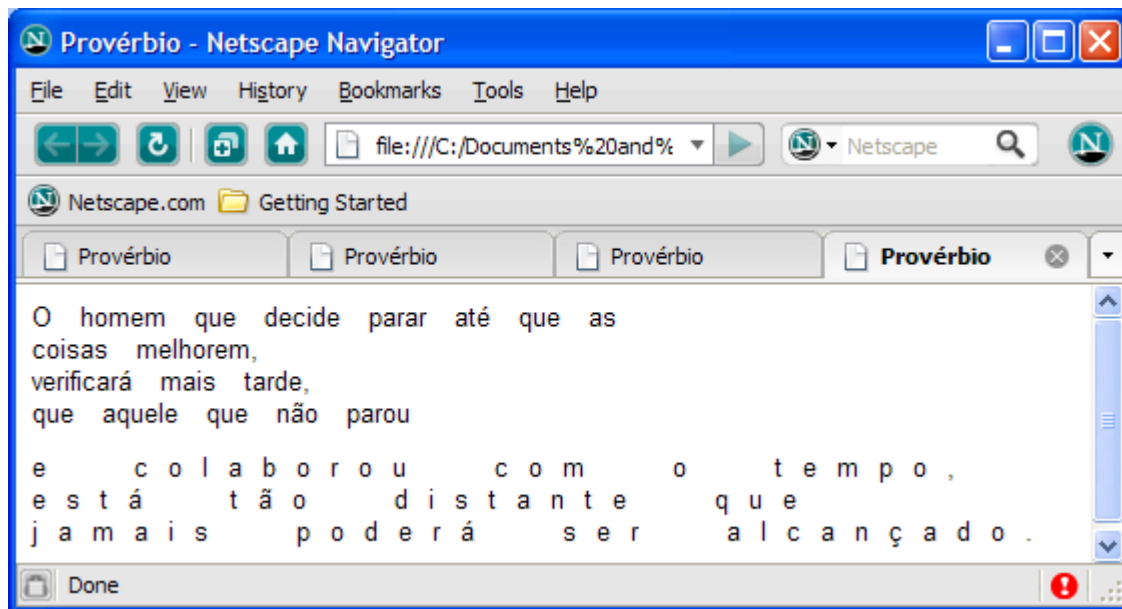 Provérbio - Netscape Navigator
File Edit View History Bookmarks Tools Help
file:///C:/Documents%20and% Netscape
Netscape.com Getting Started
Provérbio Provérbio Provérbio Provérbio
O homem que decide parar até que as
coisas melhorem,
verificará mais tarde,
que aquele que não parou
e colaborou com o tempo,
está tão distante que
jamais poderá ser alcançado.
Done